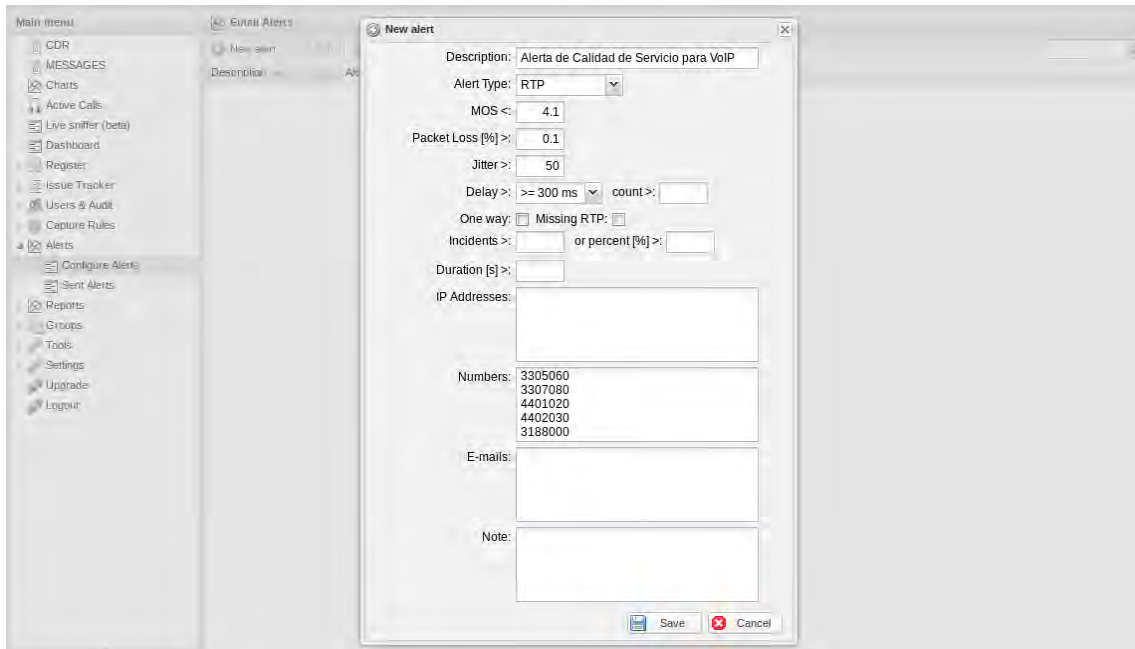 Main menu
CDR
MESSAGES
Charts
Active Calls
Live sniffer (beta)
Dashboard
Register
Issue Tracker
Users & Audit
Capture Rules
Alerts
Configure Alerts
Sent Alerts
Reports
Groups
Tools
Settings
Upgrade
Logout
Email Alerts
New alert
Description
New alert
Description: Alerta de Calidad de Servicio para VoIP
Alert Type: RTP
MOS <: 4.1
Packet Loss [%] >: 0.1
Jitter >: 50
Delay >: >= 300 ms count >:
One way: Missing RTP:
Incidents >: or percent [%] >:
Duration [s] >:
IP Addresses:
Numbers: 3305060
3307080
4401020
4402030
3188000
E-mails:
Note:
Save Cancel